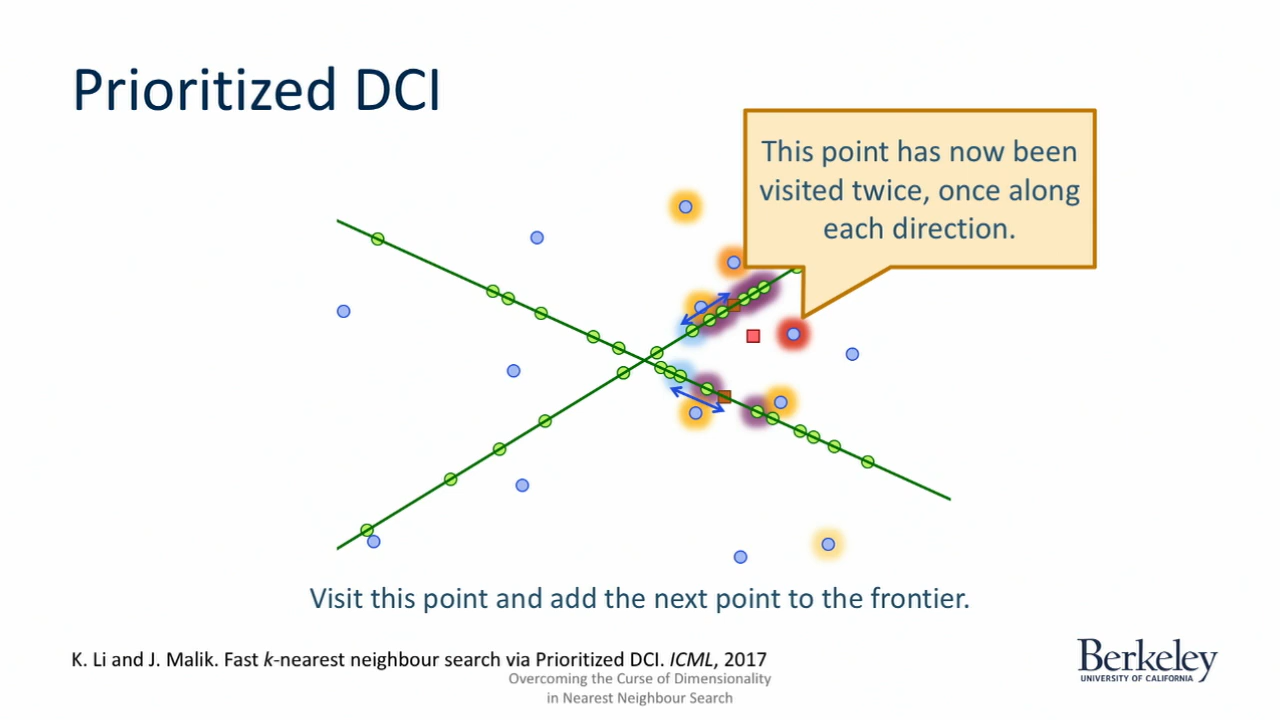 Prioritized DCI
This point has now been
visited twice, once along
each direction.
Visit this point and add the next point to the frontier.
K. Li and J. Malik. Fast k-nearest neighbour search via Prioritized DCI. ICML, 2017
Overcoming the Curse of Dimensionality
in Nearest Neighbour Search
Berkeley
UNIVERSITY OF CALIFORNIA